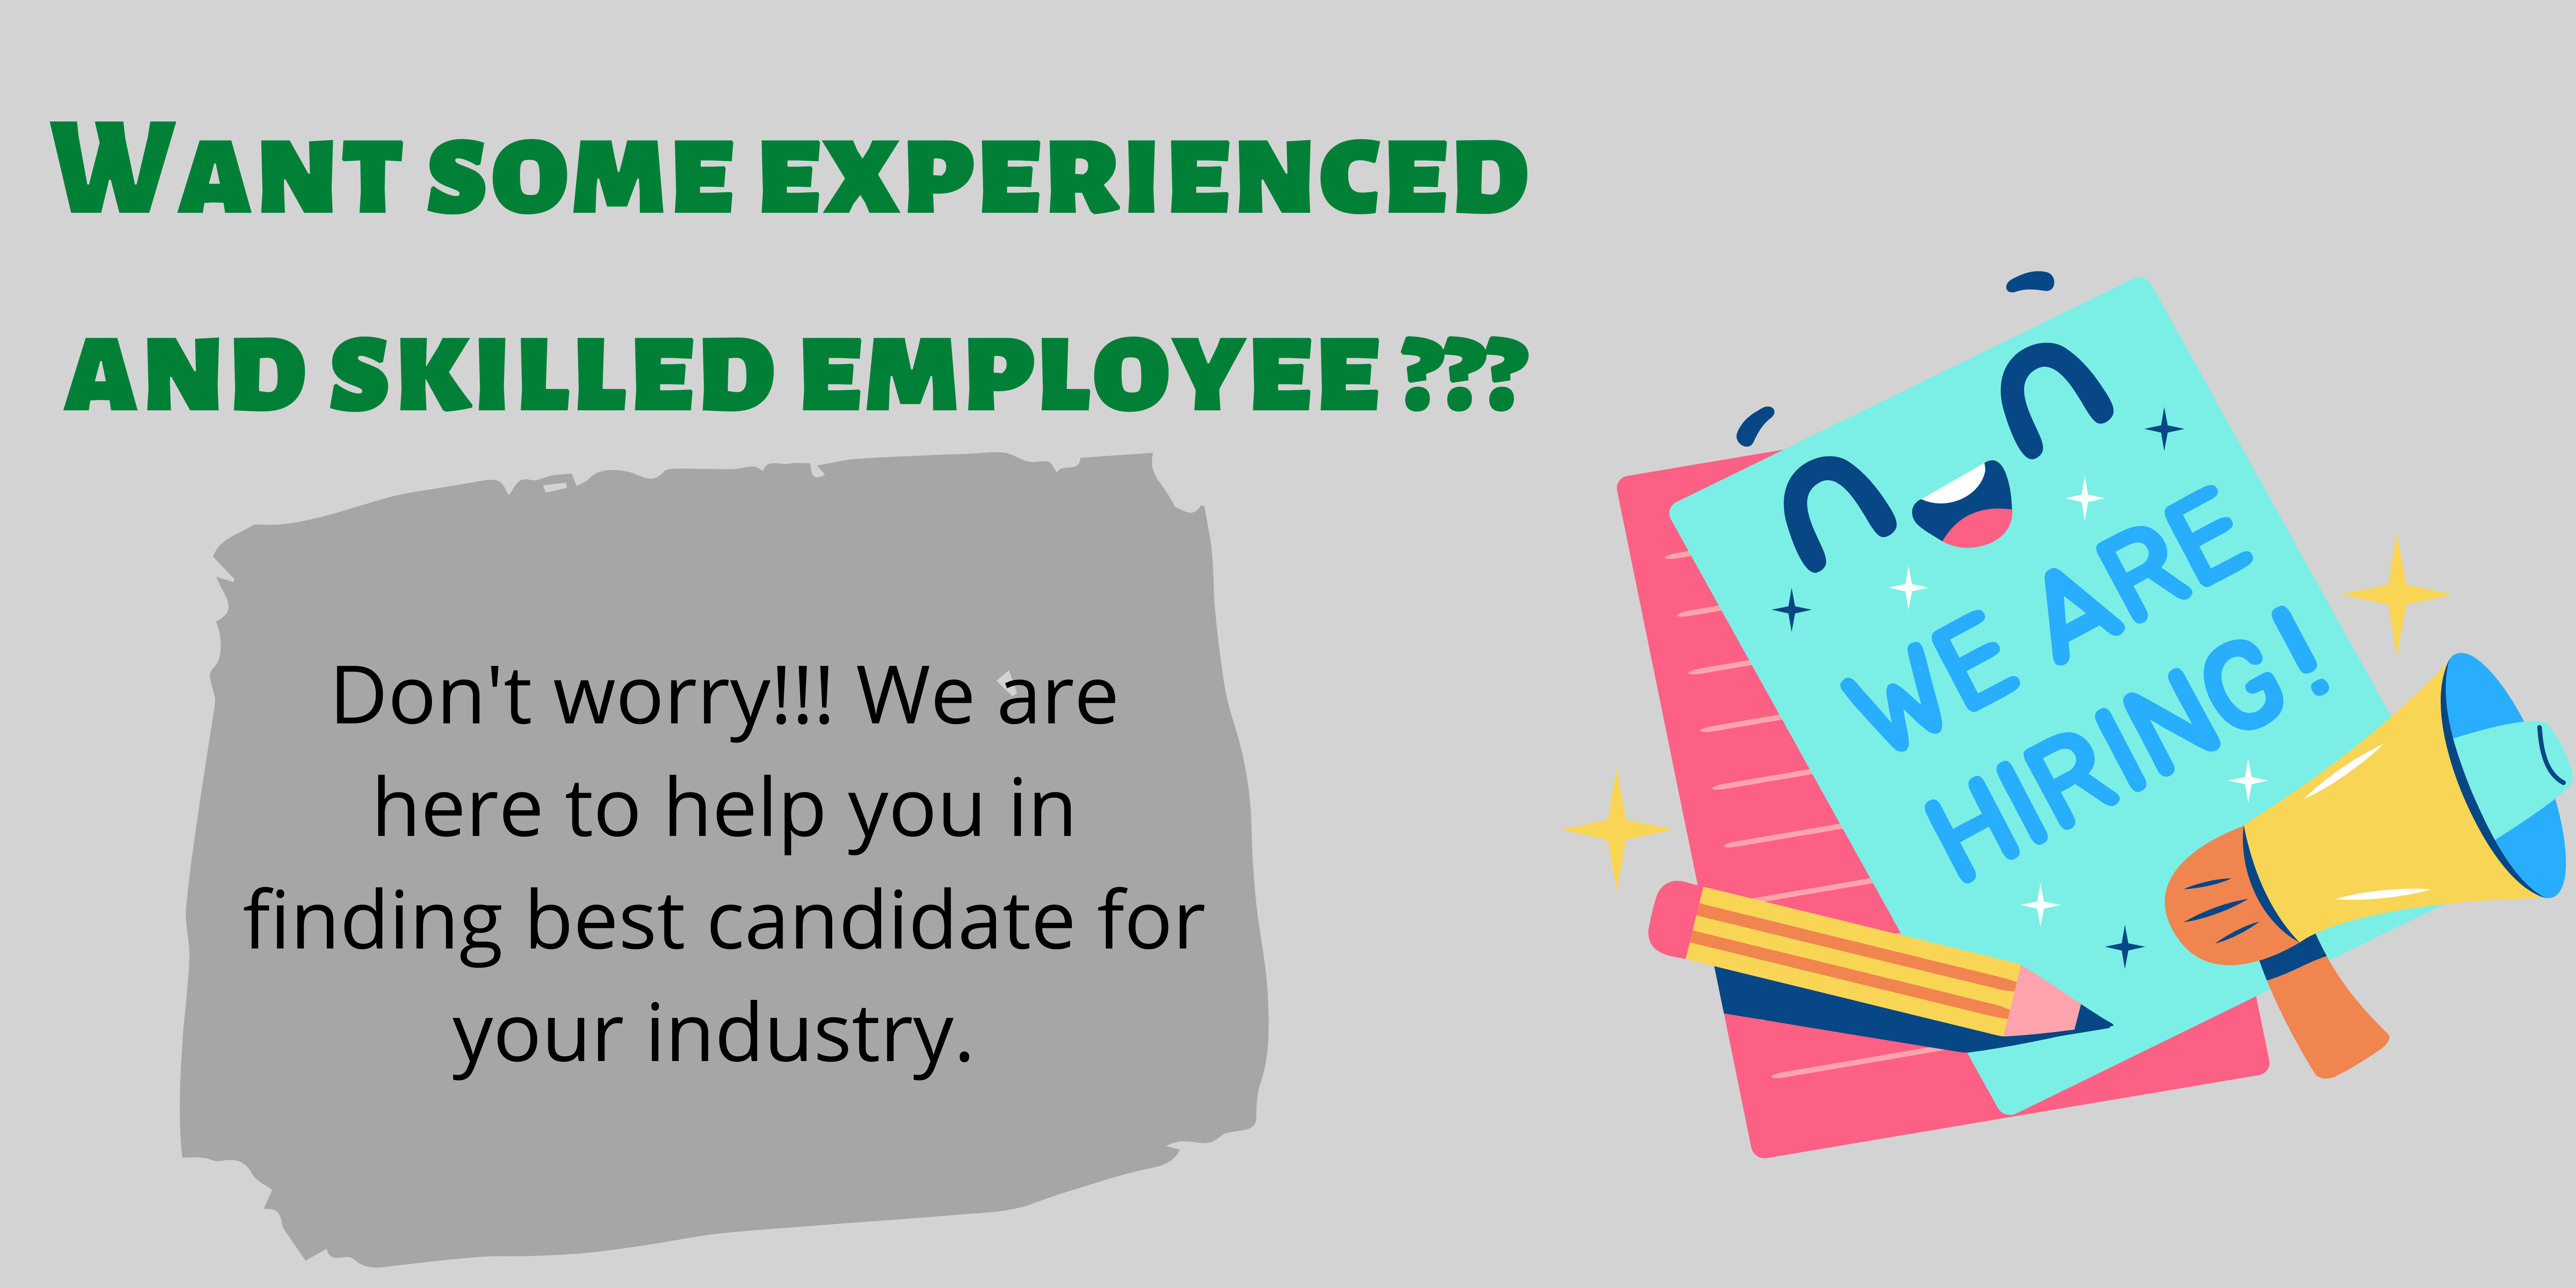 Want some experienced
and skilled employee ???
Don't worry!!! We are
here to help you in
finding best candidate for
your industry.
WE ARE
HIRING!